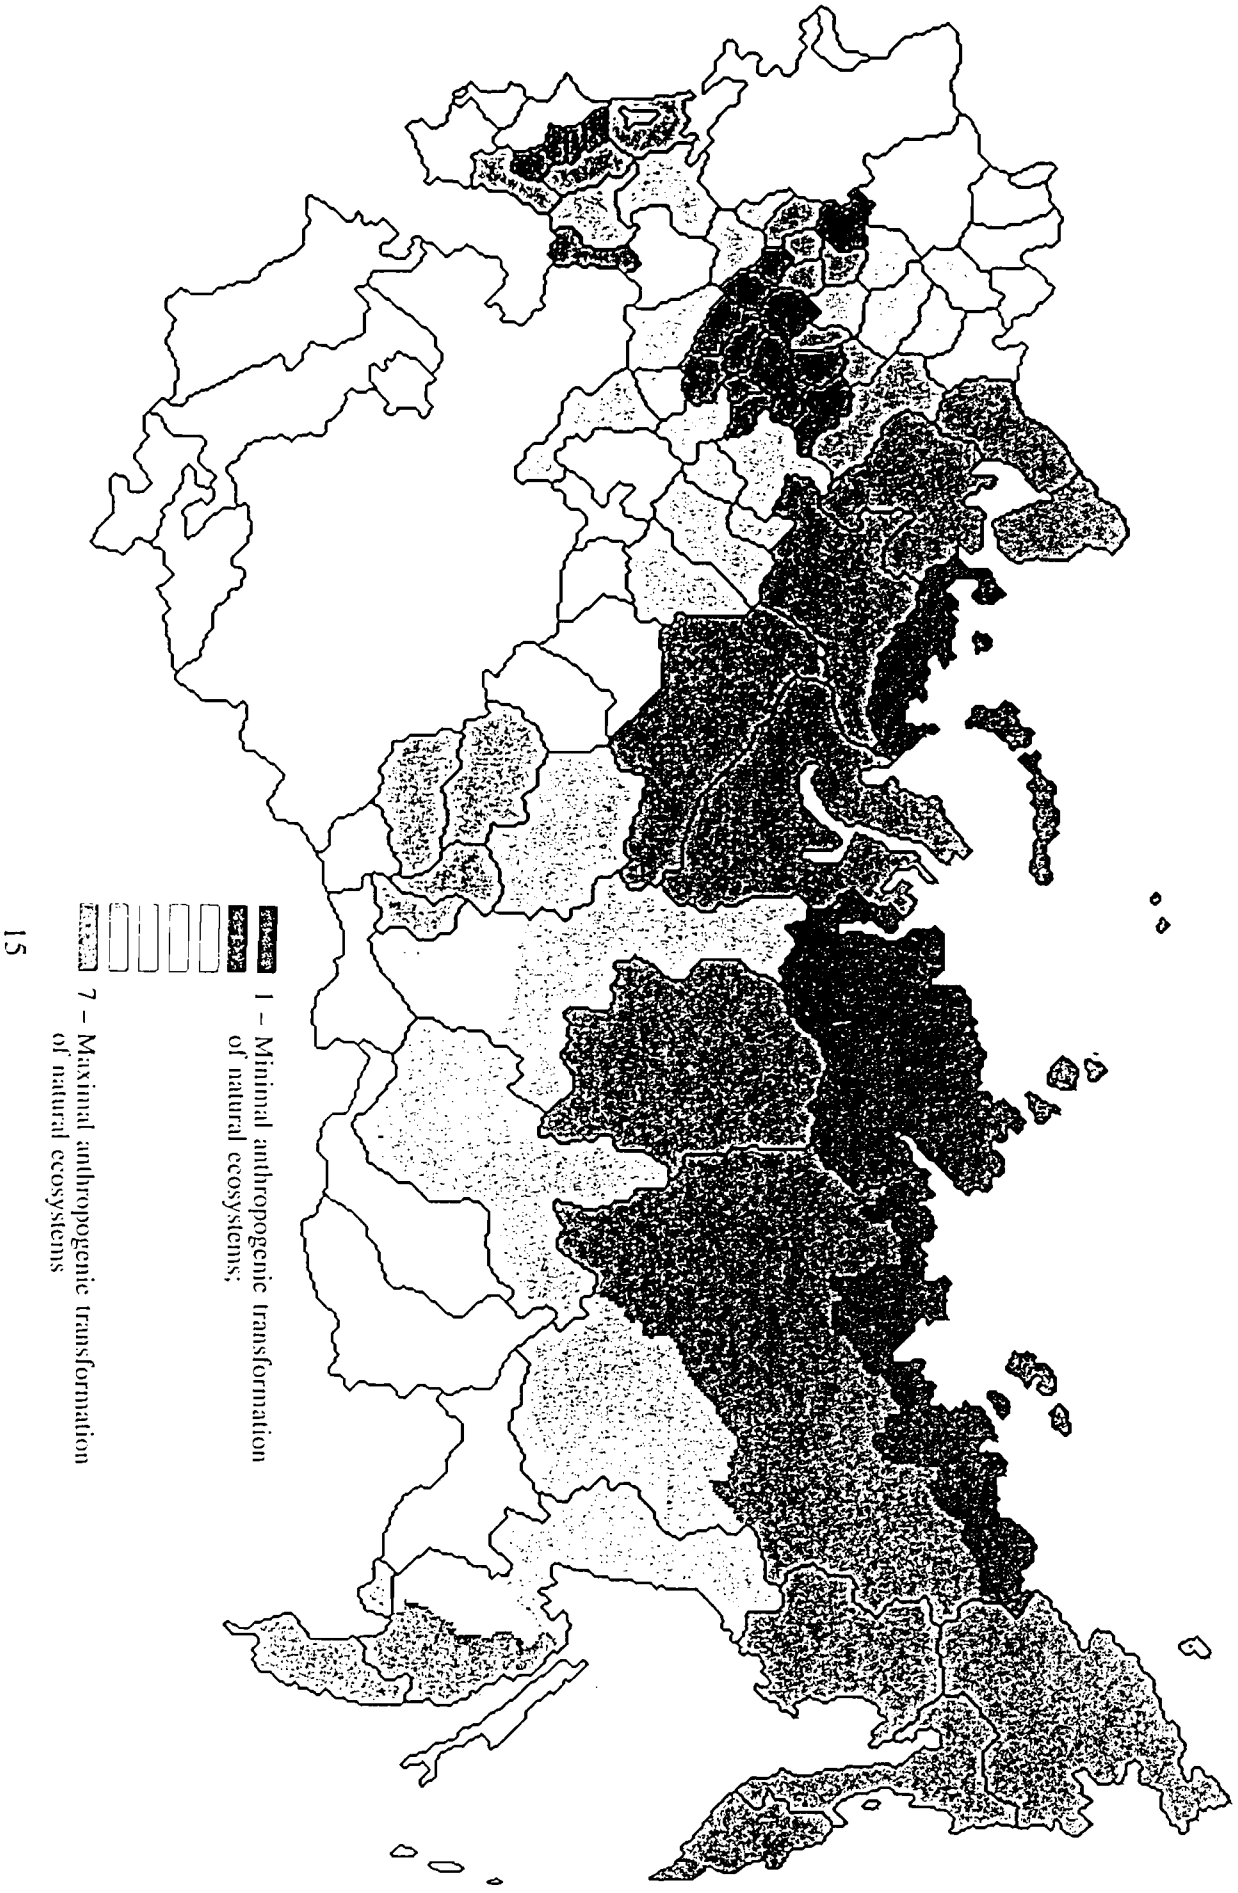 1 – Minimal anthropogenic transformation
of natural ecosystems;
7 – Maximal anthropogenic transformation
of natural ecosystems
15